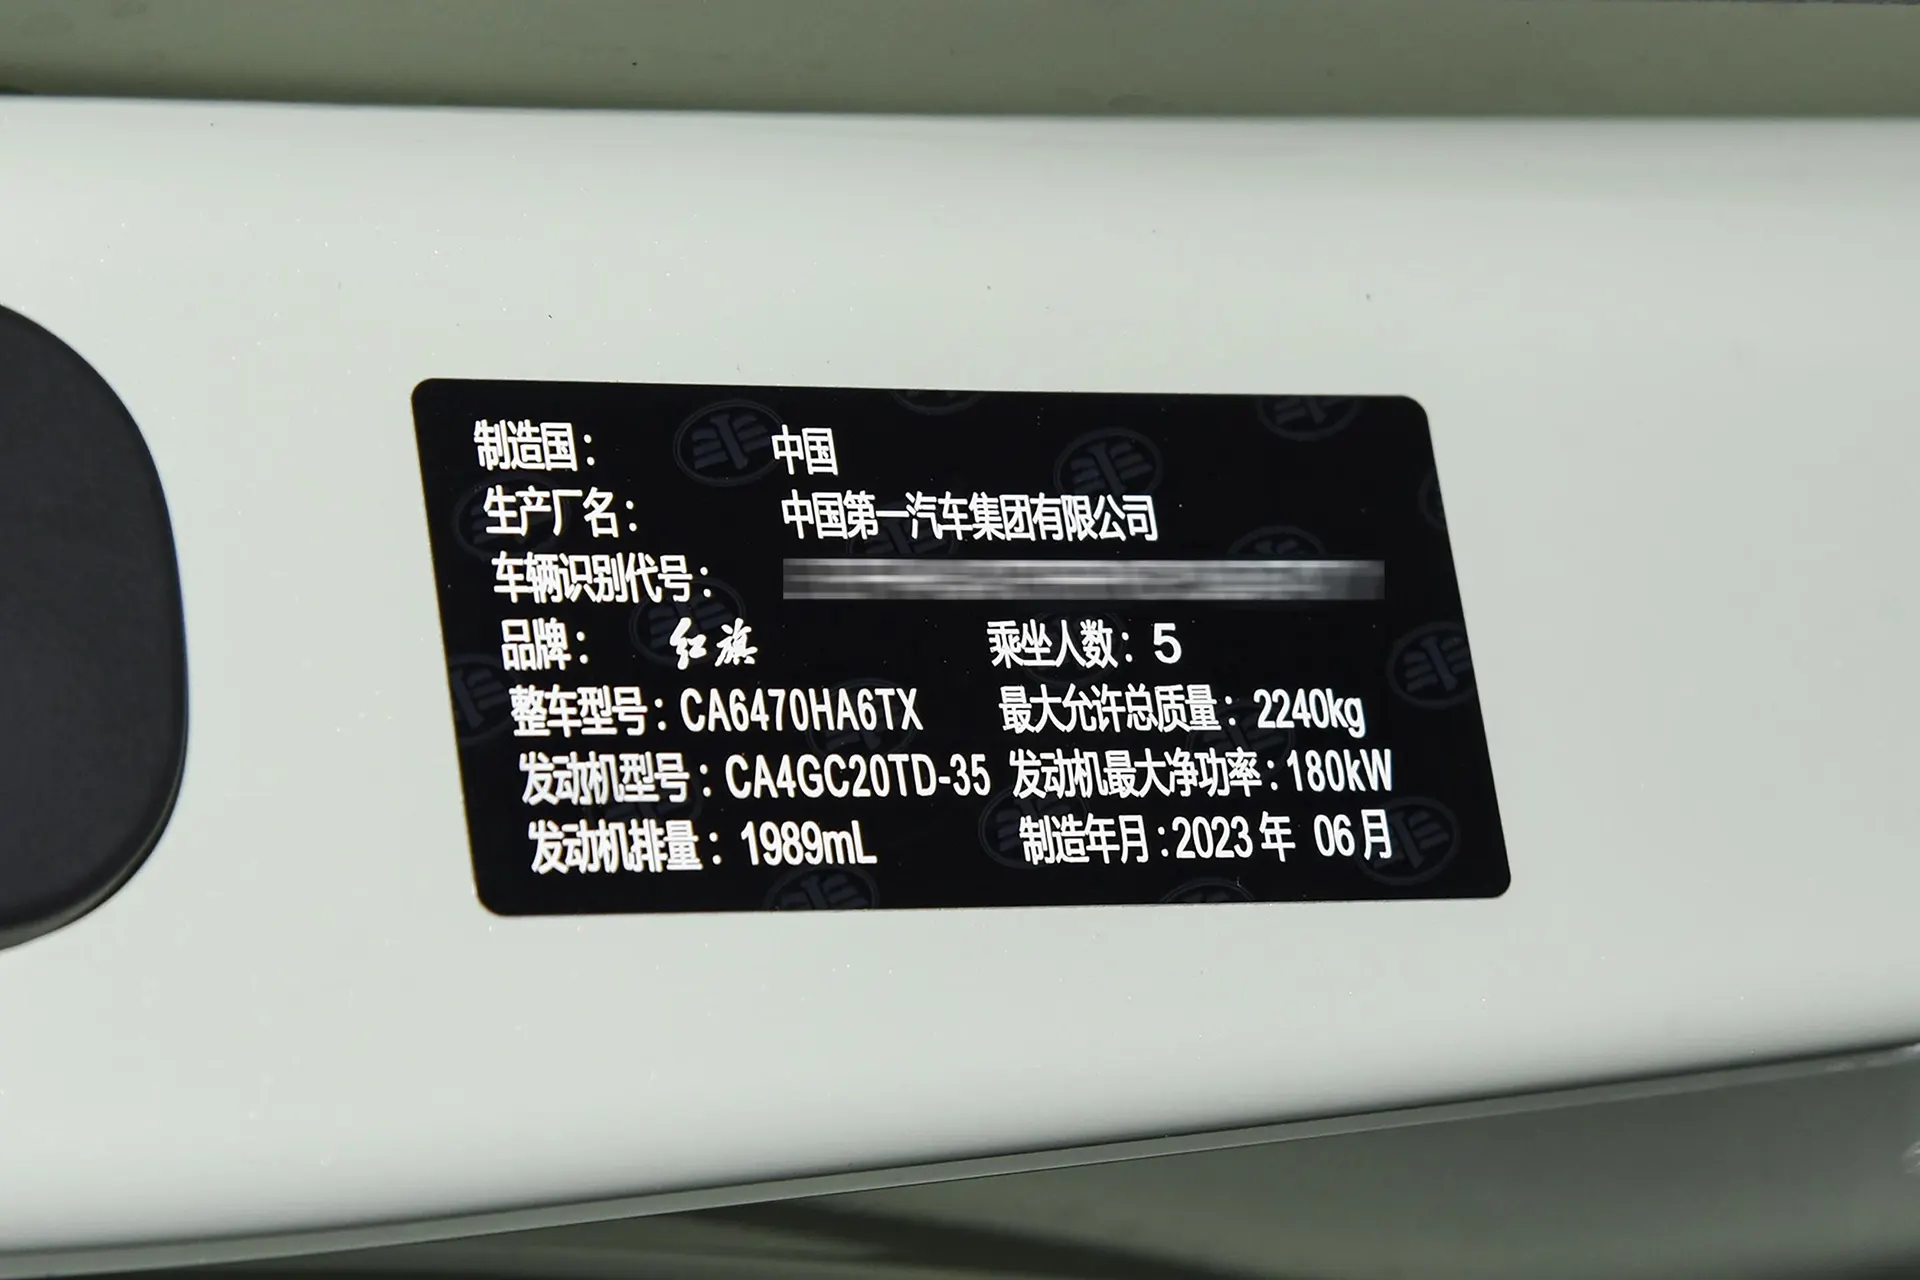 制造国： 中国
生产厂名： 中国第一汽车集团有限公司
车辆识别代号：
品牌： 红旗 乘坐人数：5
整车型号：CA6470HA6TX 最大允许总质量：2240kg
发动机型号：CA4GC20TD-35 发动机最大净功率：180kW
发动机排量：1989mL 制造年月：2023年 06月